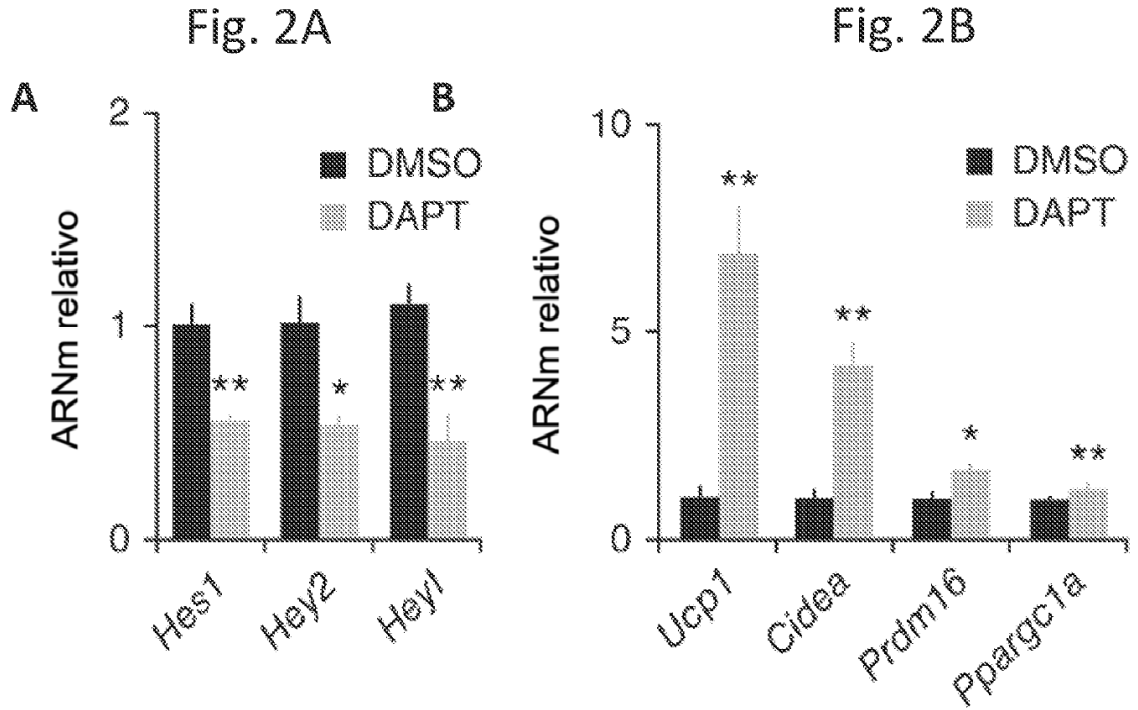 Fig. 2A
A
2
DMSO
DAPT
ARNm relativo
1
**
*
**
0
Hes1
Hey2
Heyl
Fig. 2B
B
10
DMSO
DAPT
ARNm relativo
**
5
**
*
**
0
Ucp1
Cidea
Prdm16
Ppargc1a